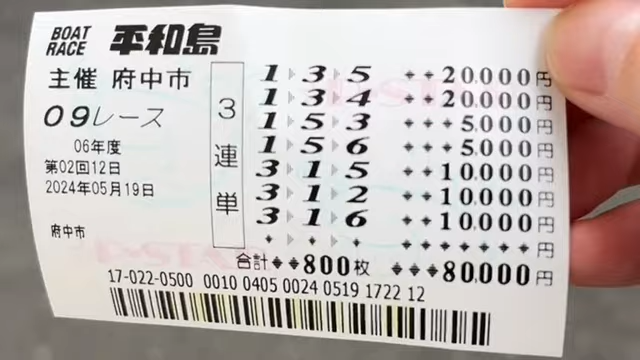 BOAT RACE 平和島
主催 府中市
09レース
06年度
第02回12日
2024年05月19日
府中市
3連単
1 3 5 20,000円
1 3 4 20,000円
1 5 3 5,000円
1 5 6 5,000円
3 1 5 10,000円
3 1 2 10,000円
3 1 6 10,000円
円
合計 800枚 80,000円
17-022-0500 0010 0405 0024 0519 1722 12